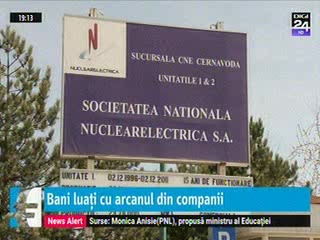 19:13
DIGI
24
HD
NUCLEARELECTRICA
SUCURSALA CNE CERNAVODA
UNITATILE 1 & 2
SOCIETATEA NATIONALA
NUCLEARELECTRICA S.A.
UNITATE 1 02.12.1996-02.12.2011 15 ANI DE FUNCTIONARE
Bani luați cu arcanul din companii
News Alert Surse: Monica Anisie(PNL), propusă ministru al Educației